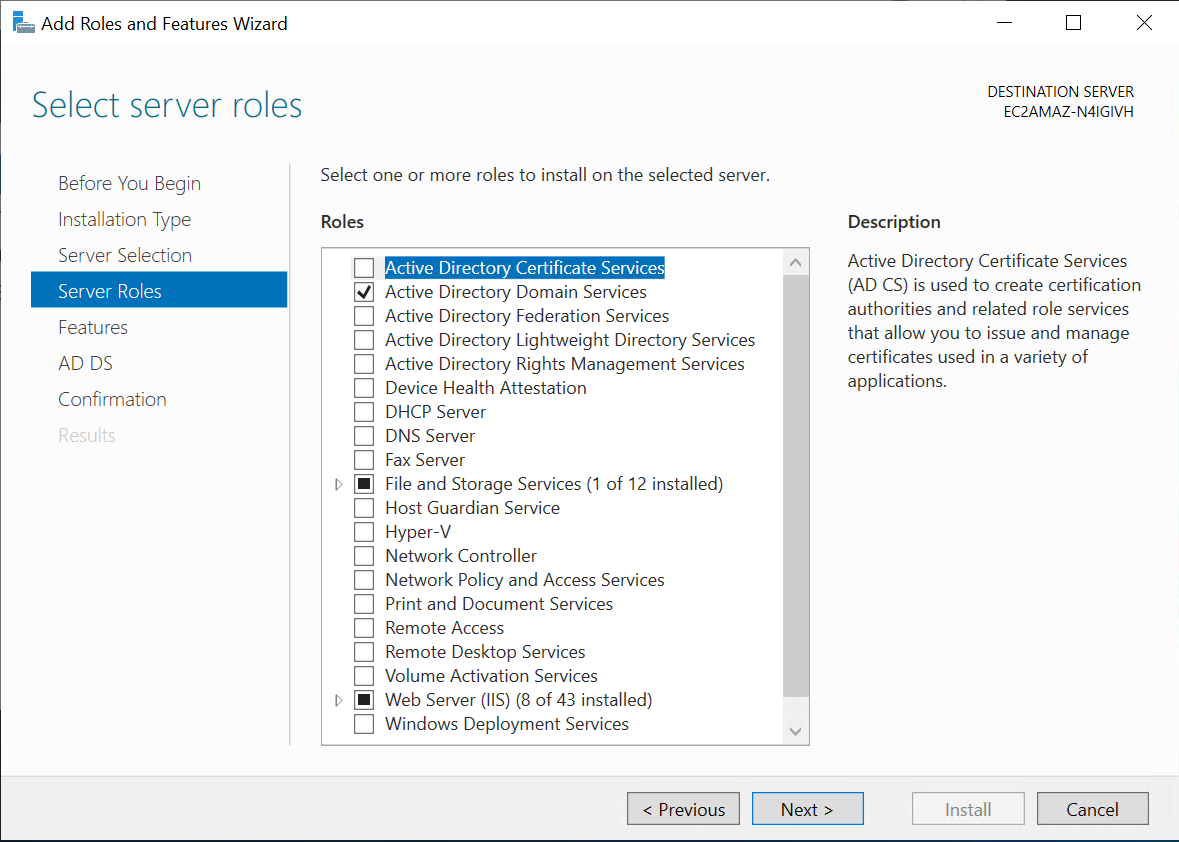 Add Roles and Features Wizard
Select server roles
DESTINATION SERVER
EC2AMAZ-N4IGIVH
Before You Begin
Installation Type
Server Selection
Server Roles
Features
AD DS
Confirmation
Results
Select one or more roles to install on the selected server.
Roles
Active Directory Certificate Services
Active Directory Domain Services
Active Directory Federation Services
Active Directory Lightweight Directory Services
Active Directory Rights Management Services
Device Health Attestation
DHCP Server
DNS Server
Fax Server
File and Storage Services (1 of 12 installed)
Host Guardian Service
Hyper-V
Network Controller
Network Policy and Access Services
Print and Document Services
Remote Access
Remote Desktop Services
Volume Activation Services
Web Server (IIS) (8 of 43 installed)
Windows Deployment Services
Description
Active Directory Certificate Services
(AD CS) is used to create certification
authorities and related role services
that allow you to issue and manage
certificates used in a variety of
applications.
< Previous
Next >
Install
Cancel